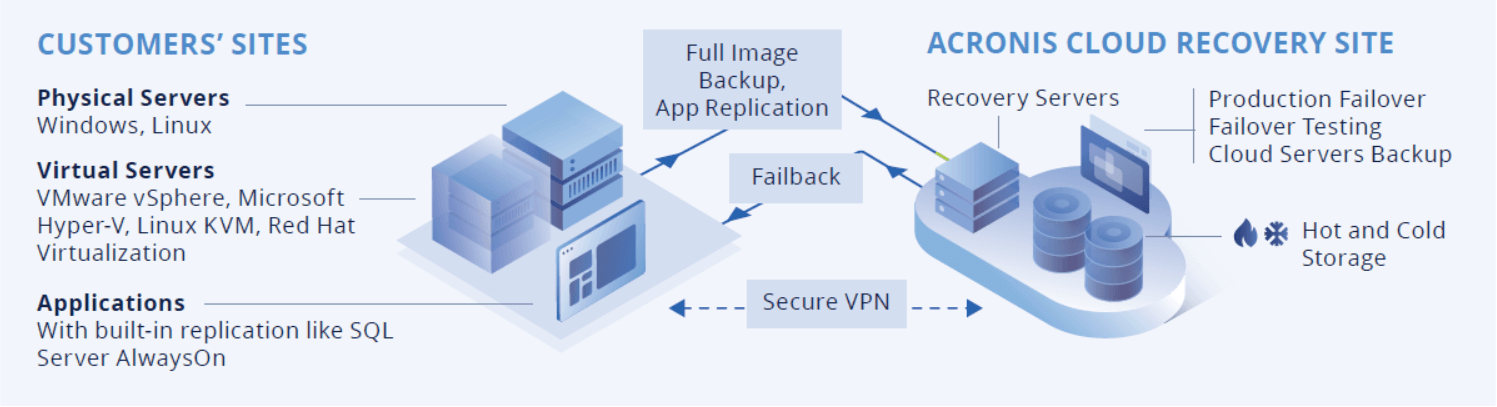 CUSTOMERS’ SITES
Physical Servers
Windows, Linux
Virtual Servers
VMware vSphere, Microsoft
Hyper-V, Linux KVM, Red Hat
Virtualization
Applications
With built-in replication like SQL
Server AlwaysOn
Full Image
Backup,
App Replication
Failback
Secure VPN
ACRONIS CLOUD RECOVERY SITE
Recovery Servers
Production Failover
Failover Testing
Cloud Servers Backup
Hot and Cold
Storage